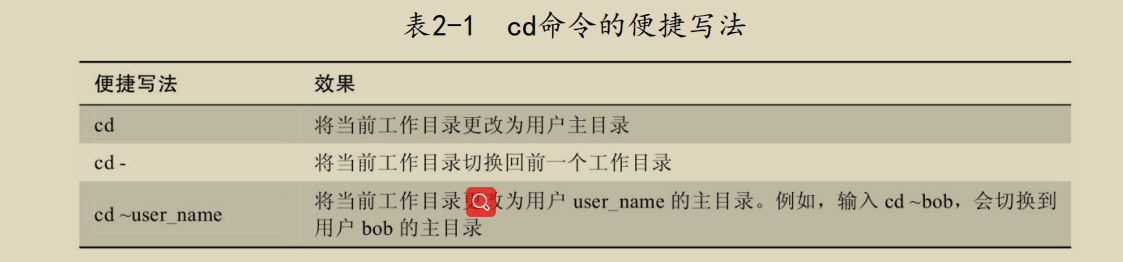 表2-1 cd命令的便捷写法
便捷写法 效果
cd 将当前工作目录更改为用户主目录
cd - 将当前工作目录切换回前一个工作目录
将当前工作目录更改为用户 user_name 的主目录。例如，输入 cd ~bob，会切换到
cd ~user_name
用户 bob 的主目录